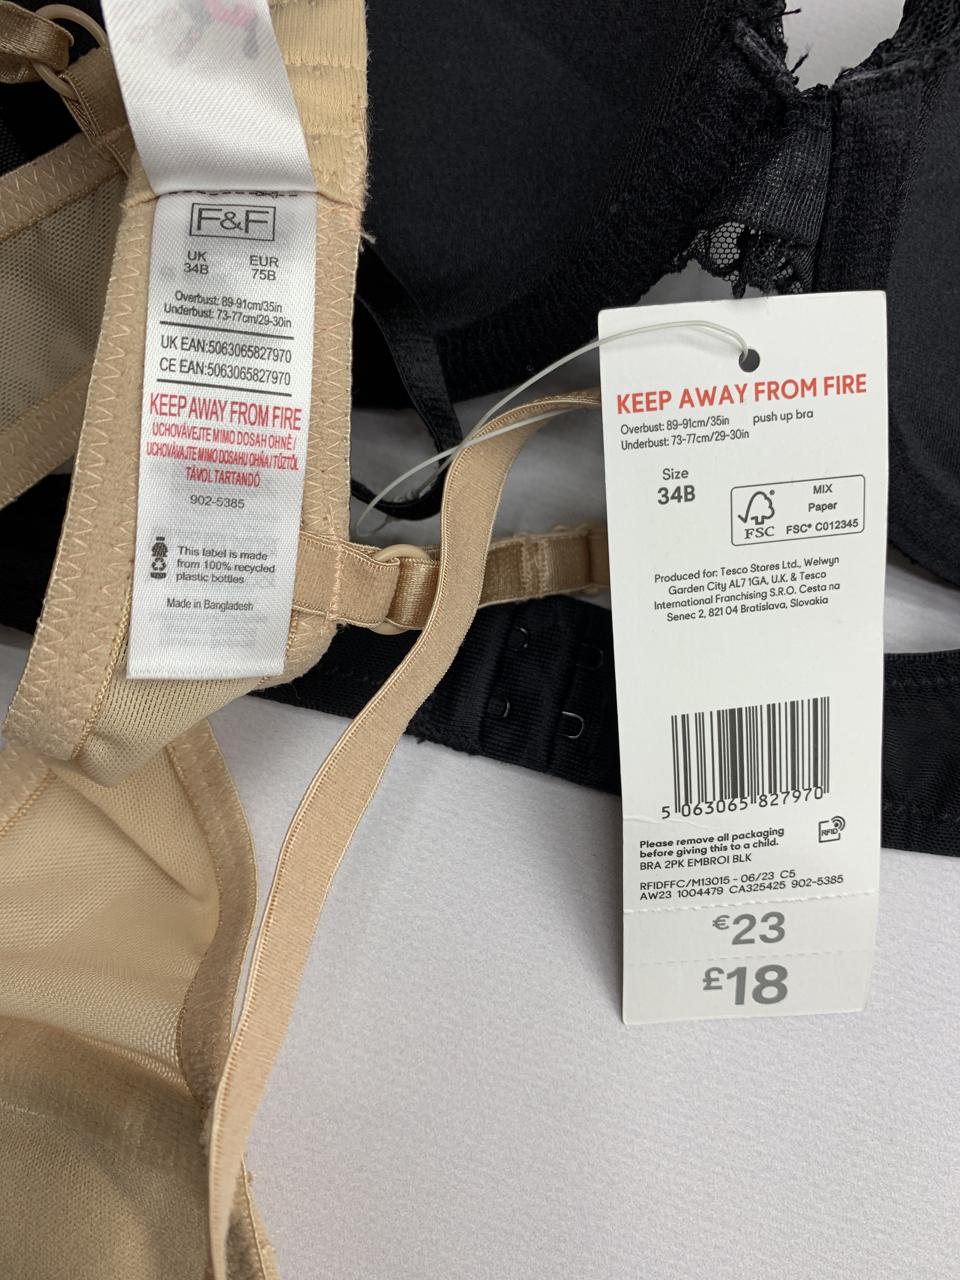 F&F
UK EUR
34B 75B
Overbust: 89-91cm/35in
Underbust: 73-77cm/29-30in
UK EAN:5063065827970
CE EAN:5063065827970
KEEP AWAY FROM FIRE
UCHOVÁVEJTE MIMO DOSAH OHNĚ /
UCHOVÁVAJTE MIMO DOSAHU OHŇA / TŰZTŐL
TÁVOL TARTANDÓ
902-5385
This label is made
from 100% recycled
plastic bottles
Made in Bangladesh
KEEP AWAY FROM FIRE
Overbust: 89-91cm/35in push up bra
Underbust: 73-77cm/29-30in
Size
34B
FSC
MIX
Paper
FSC® C012345
Produced for: Tesco Stores Ltd., Welwyn
Garden City AL7 1GA, U.K. & Tesco
International Franchising S.R.O. Cesta na
Senec 2, 821 04 Bratislava, Slovakia
5 063065 827970
Please remove all packaging
before giving this to a child.
RFID
BRA 2PK EMBROI BLK
RFIDFFC/M13015 - 06/23 C5
AW23 1004479 CA325425 902-5385
€23
£18